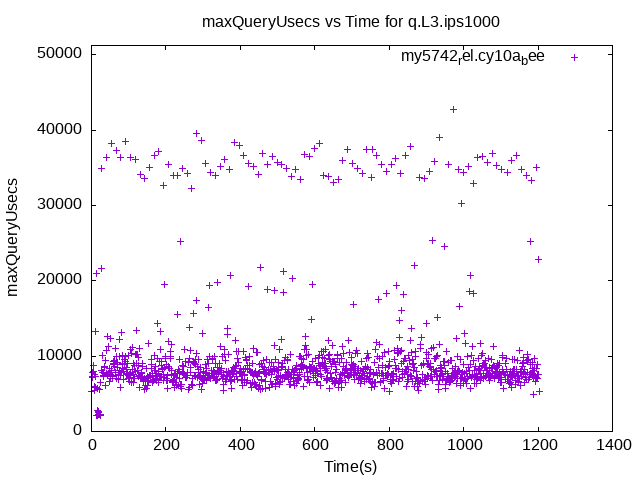 maxQueryUsecs vs Time for q.L3.ips1000
my5742rel.cy10abee
50000
40000
30000
20000
10000
0
maxQueryUsecs
0 200 400 600 800 1000 1200 1400
Time(s)